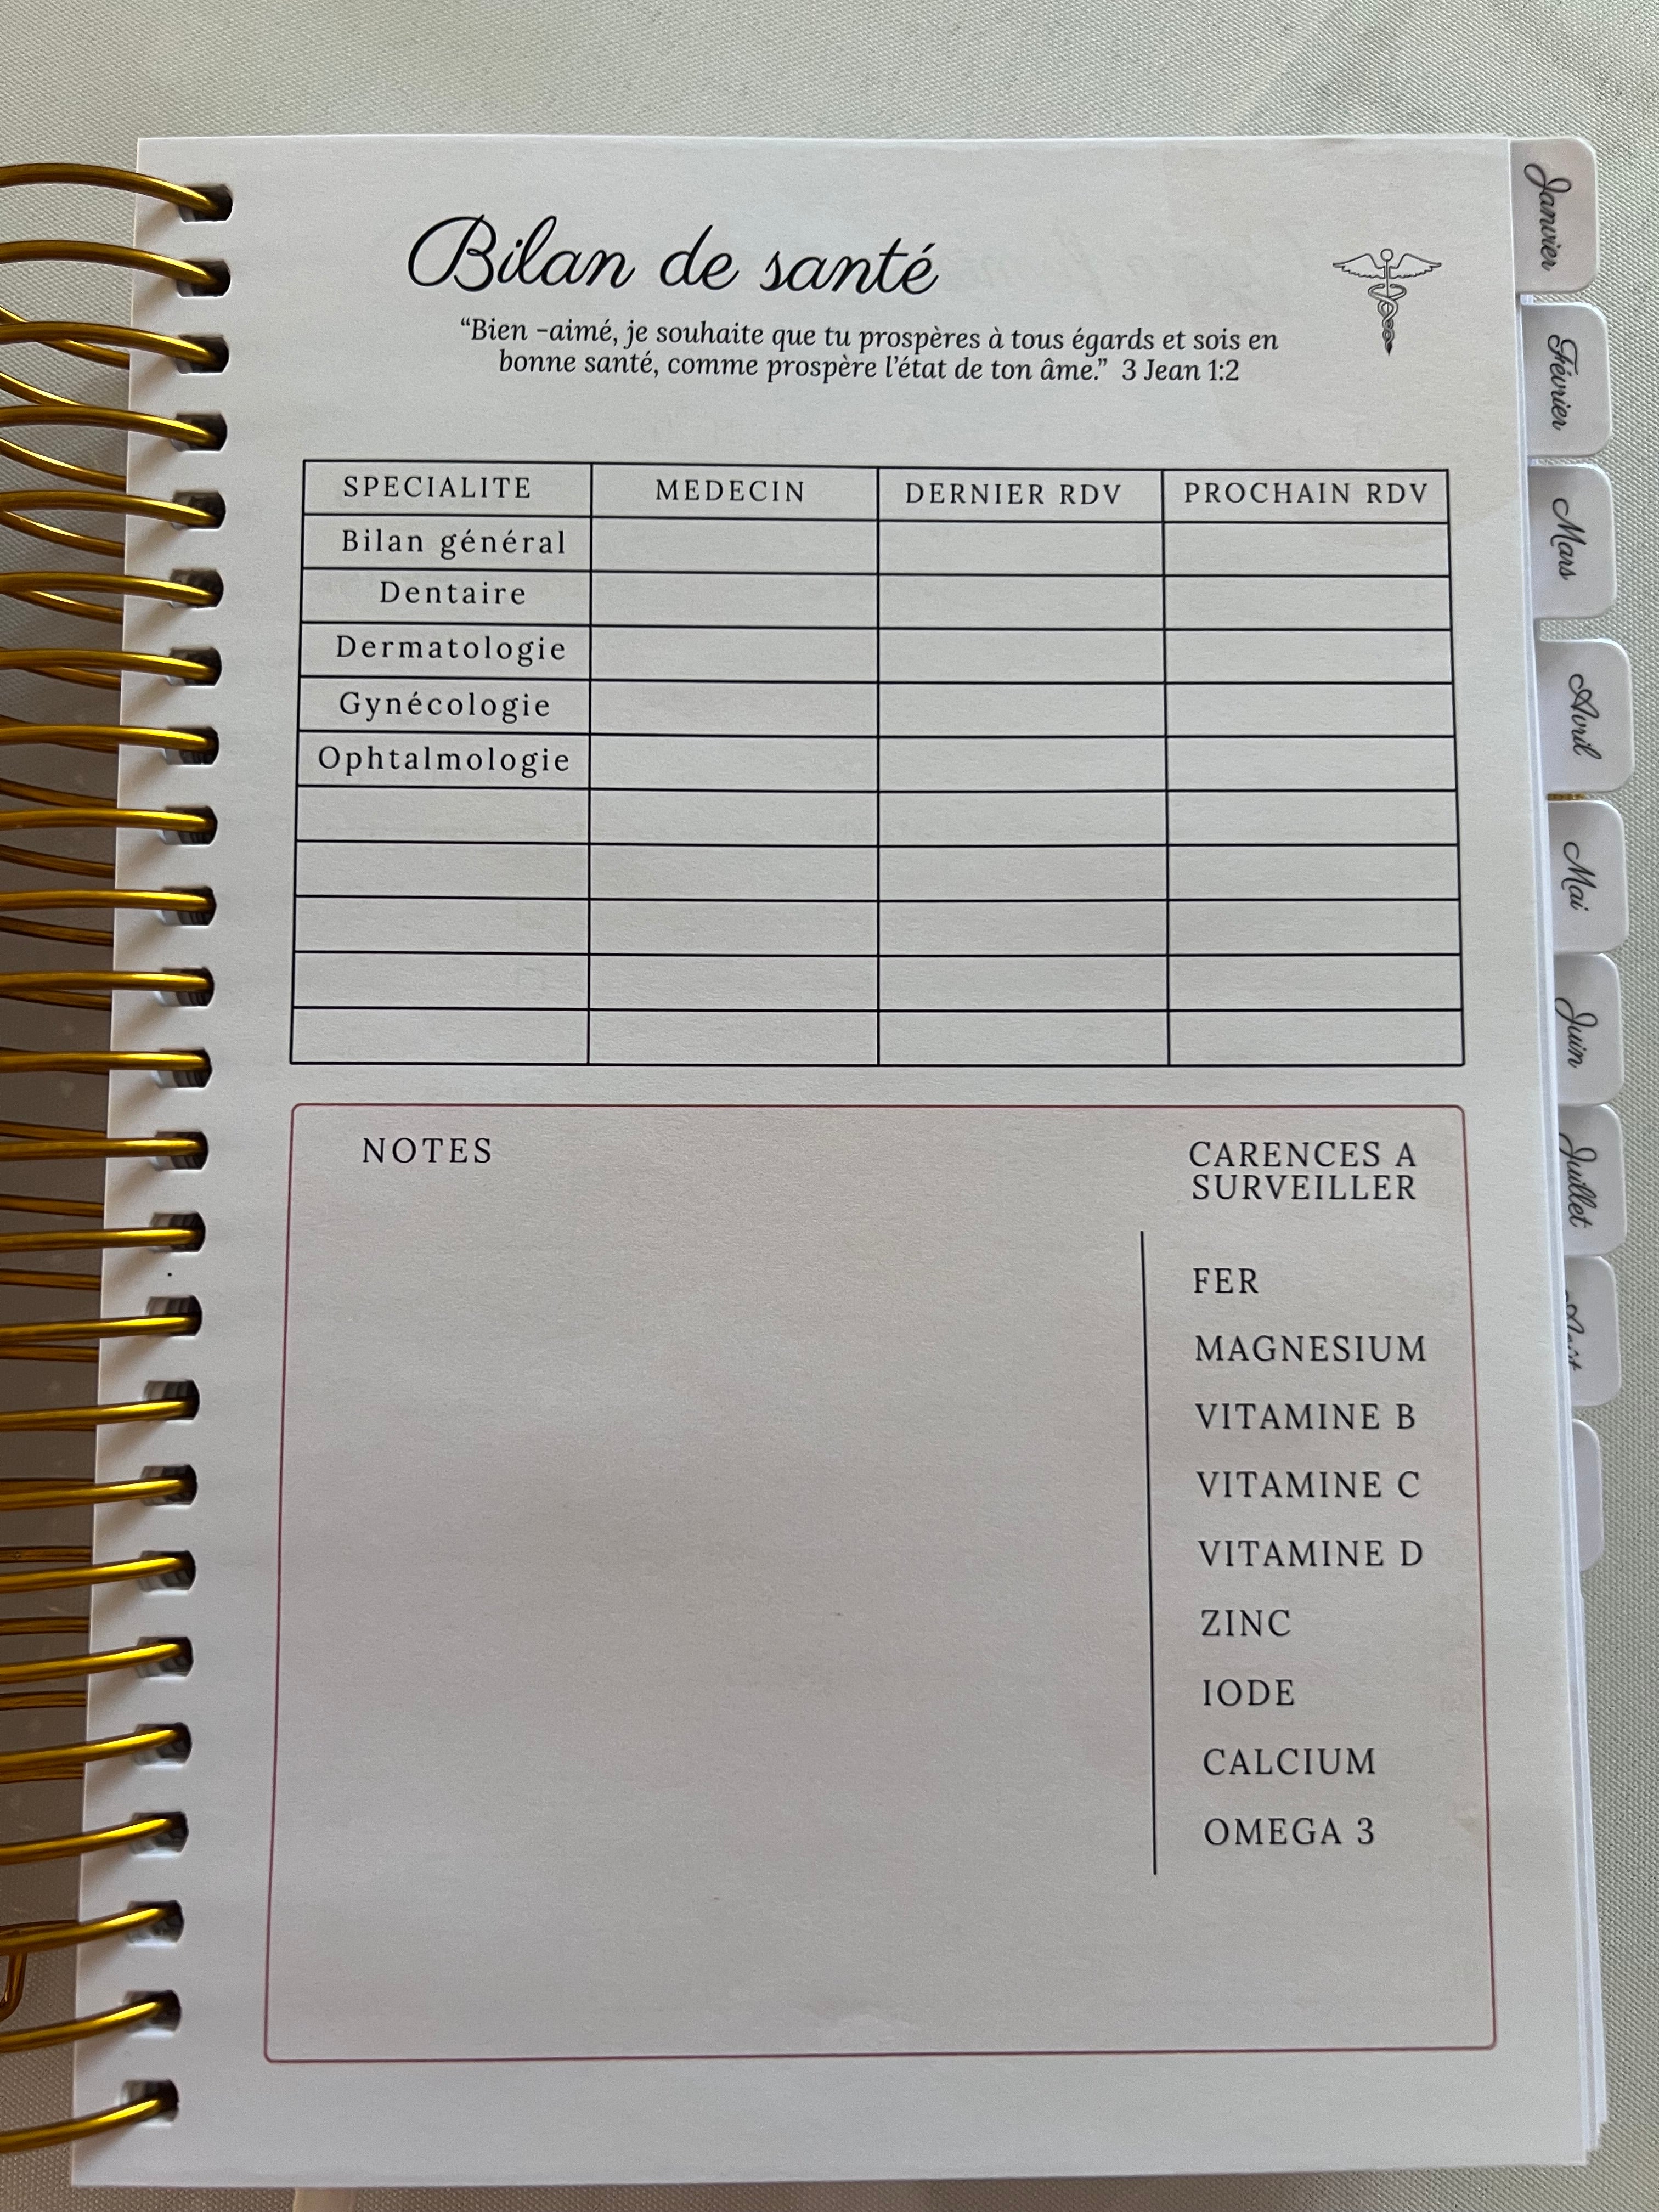 Bilan de santé
“Bien -aimé, je souhaite que tu prospères à tous égards et sois en
bonne santé, comme prospère l’état de ton âme.” 3 Jean 1:2
SPECIALITE MEDECIN DERNIER RDV PROCHAIN RDV
Bilan général
Dentaire
Dermatologie
Gynécologie
Ophtalmologie
NOTES
CARENCES A
SURVEILLER
FER
MAGNESIUM
VITAMINE B
VITAMINE C
VITAMINE D
ZINC
IODE
CALCIUM
OMEGA 3
Janvier
Février
Mars
Avril
Mai
Juin
Juillet